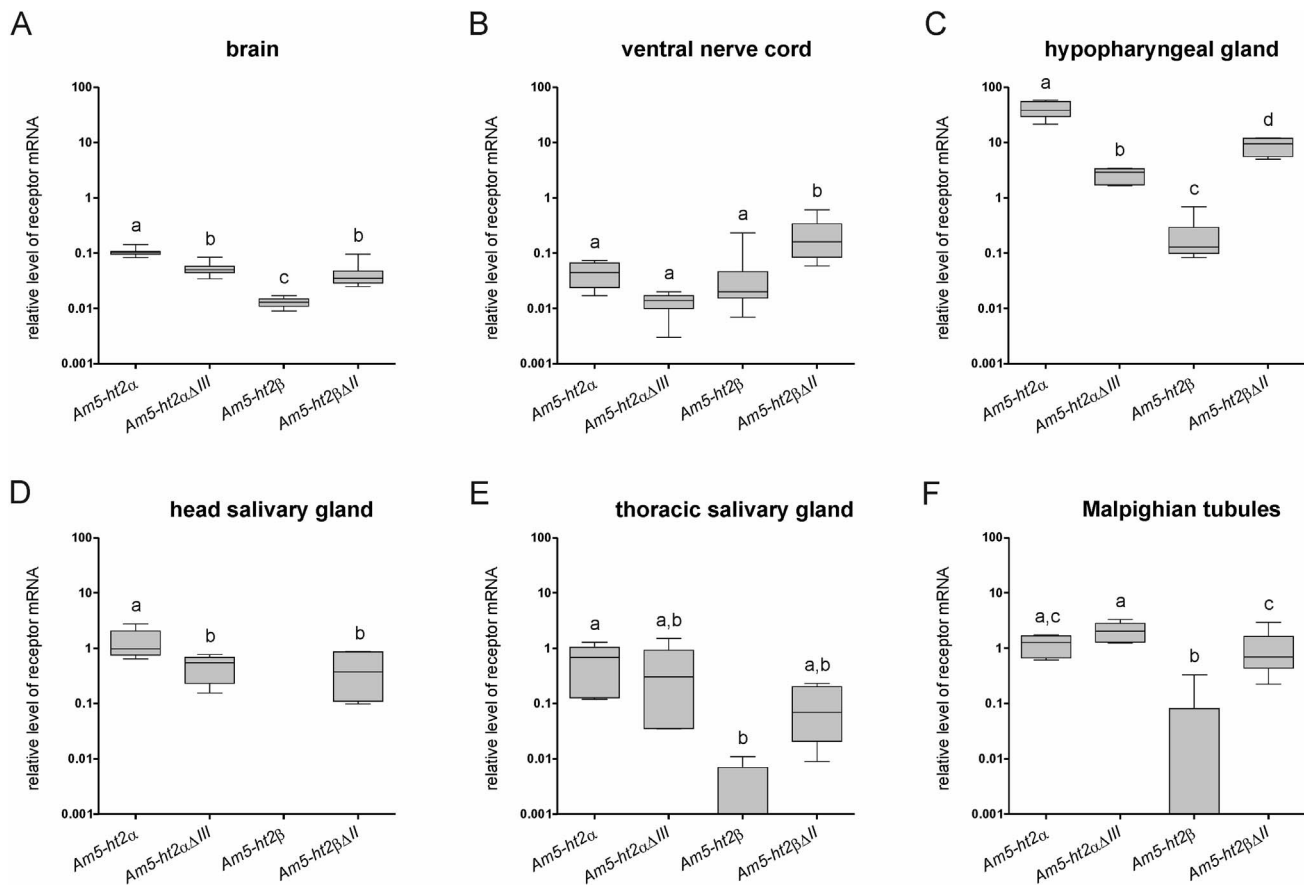 A
brain
relative level of receptor mRNA
100
10
1
0.1
0.01
0.001
a
b
c
b
Am5-ht2α
Am5-ht2αΔIII
Am5-ht2β
Am5-ht2βΔII
B
ventral nerve cord
relative level of receptor mRNA
100
10
1
0.1
0.01
0.001
a
a
a
b
Am5-ht2α
Am5-ht2αΔIII
Am5-ht2β
Am5-ht2βΔII
C
hypopharyngeal gland
relative level of receptor mRNA
100
10
1
0.1
0.01
0.001
a
b
c
d
Am5-ht2α
Am5-ht2αΔIII
Am5-ht2β
Am5-ht2βΔII
D
head salivary gland
relative level of receptor mRNA
100
10
1
0.1
0.01
0.001
a
b
b
Am5-ht2α
Am5-ht2αΔIII
Am5-ht2β
Am5-ht2βΔII
E
thoracic salivary gland
relative level of receptor mRNA
100
10
1
0.1
0.01
0.001
a
a,b
b
a,b
Am5-ht2α
Am5-ht2αΔIII
Am5-ht2β
Am5-ht2βΔII
F
Malpighian tubules
relative level of receptor mRNA
100
10
1
0.1
0.01
0.001
a,c
a
b
c
Am5-ht2α
Am5-ht2αΔIII
Am5-ht2β
Am5-ht2βΔII